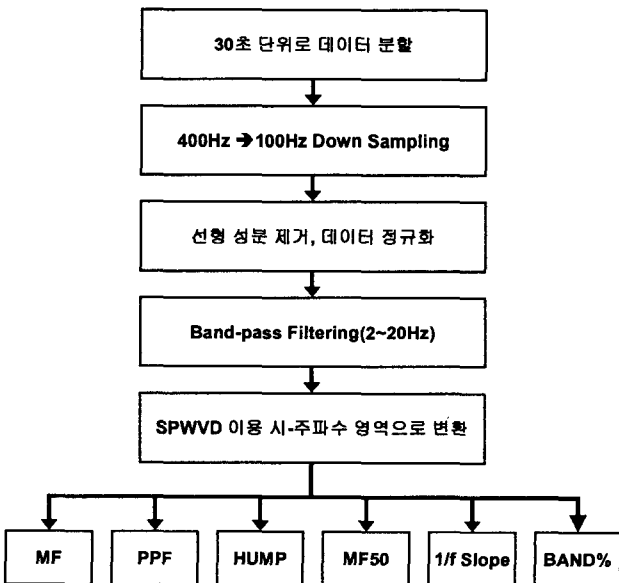 30초 단위로 데이터 분할
400Hz ➔100Hz Down Sampling
선형 성분 제거, 데이터 정규화
Band-pass Filtering(2~20Hz)
SPWVD 이용 시-주파수 영역으로 변환
MF PPF HUMP MF50 1/f Slope BAND%